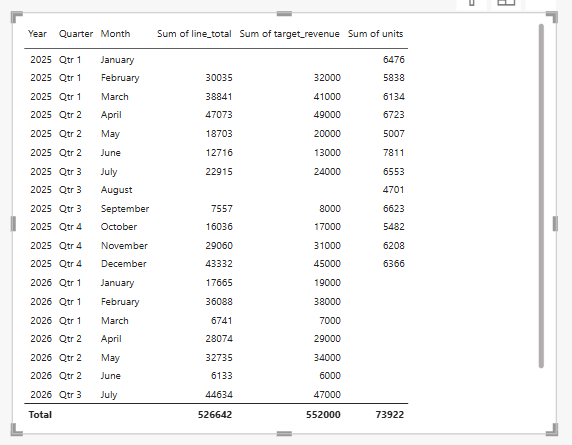 Year Quarter Month Sum of line_total Sum of target_revenue Sum of units
2025 Qtr 1 January 6476
2025 Qtr 1 February 30035 32000 5838
2025 Qtr 1 March 38841 41000 6134
2025 Qtr 2 April 47073 49000 6723
2025 Qtr 2 May 18703 20000 5007
2025 Qtr 2 June 12716 13000 7811
2025 Qtr 3 July 22915 24000 6553
2025 Qtr 3 August 4701
2025 Qtr 3 September 7557 8000 6623
2025 Qtr 4 October 16036 17000 5482
2025 Qtr 4 November 29060 31000 6208
2025 Qtr 4 December 43332 45000 6366
2026 Qtr 1 January 17665 19000
2026 Qtr 1 February 36088 38000
2026 Qtr 1 March 6741 7000
2026 Qtr 2 April 28074 29000
2026 Qtr 2 May 32735 34000
2026 Qtr 2 June 6133 6000
2026 Qtr 3 July 44634 47000
Total 526642 552000 73922